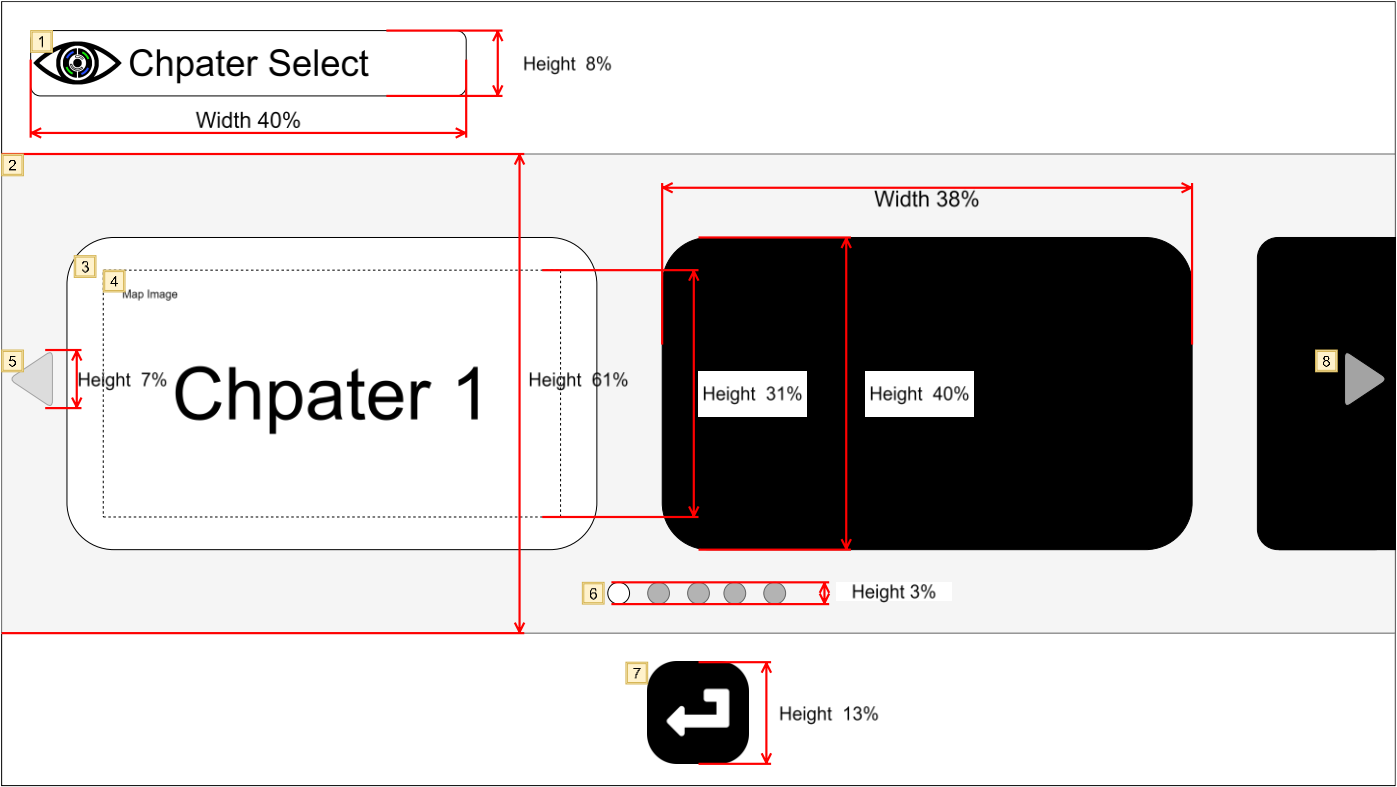 1
Chpater Select
Height 8%
Width 40%
2
Width 38%
3
4
Map Image
5
Height 7%
Chpater 1
Height 61%
Height 31%
Height 40%
8
6
Height 3%
7
Height 13%